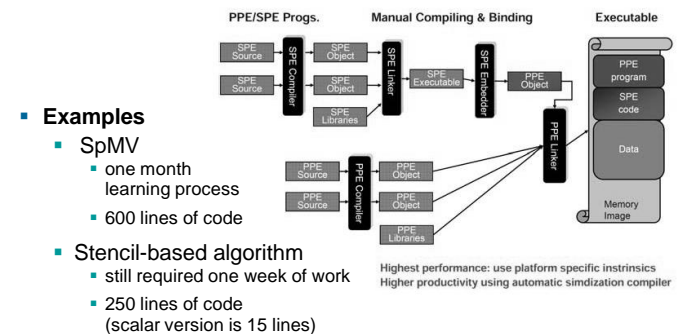 PPE/SPE Progs.
Manual Compiling & Binding
Executable
SPE
Source
SPE
Source
SPE Compiler
SPE
Object
SPE
Object
SPE
Libraries
SPE Linker
SPE
Executable
SPE Embedder
PPE
Object
PPE
Source
PPE
Source
PPE Compiler
PPE
Object
PPE
Object
PPE
Libraries
PPE Linker
PPE
program
SPE
code
Data
Memory
Image
Highest performance: use platform specific instrinsics
Higher productivity using automatic simdization compiler
▪ Examples
▪ SpMV
▪ one month
learning process
▪ 600 lines of code
▪ Stencil-based algorithm
▪ still required one week of work
▪ 250 lines of code
(scalar version is 15 lines)